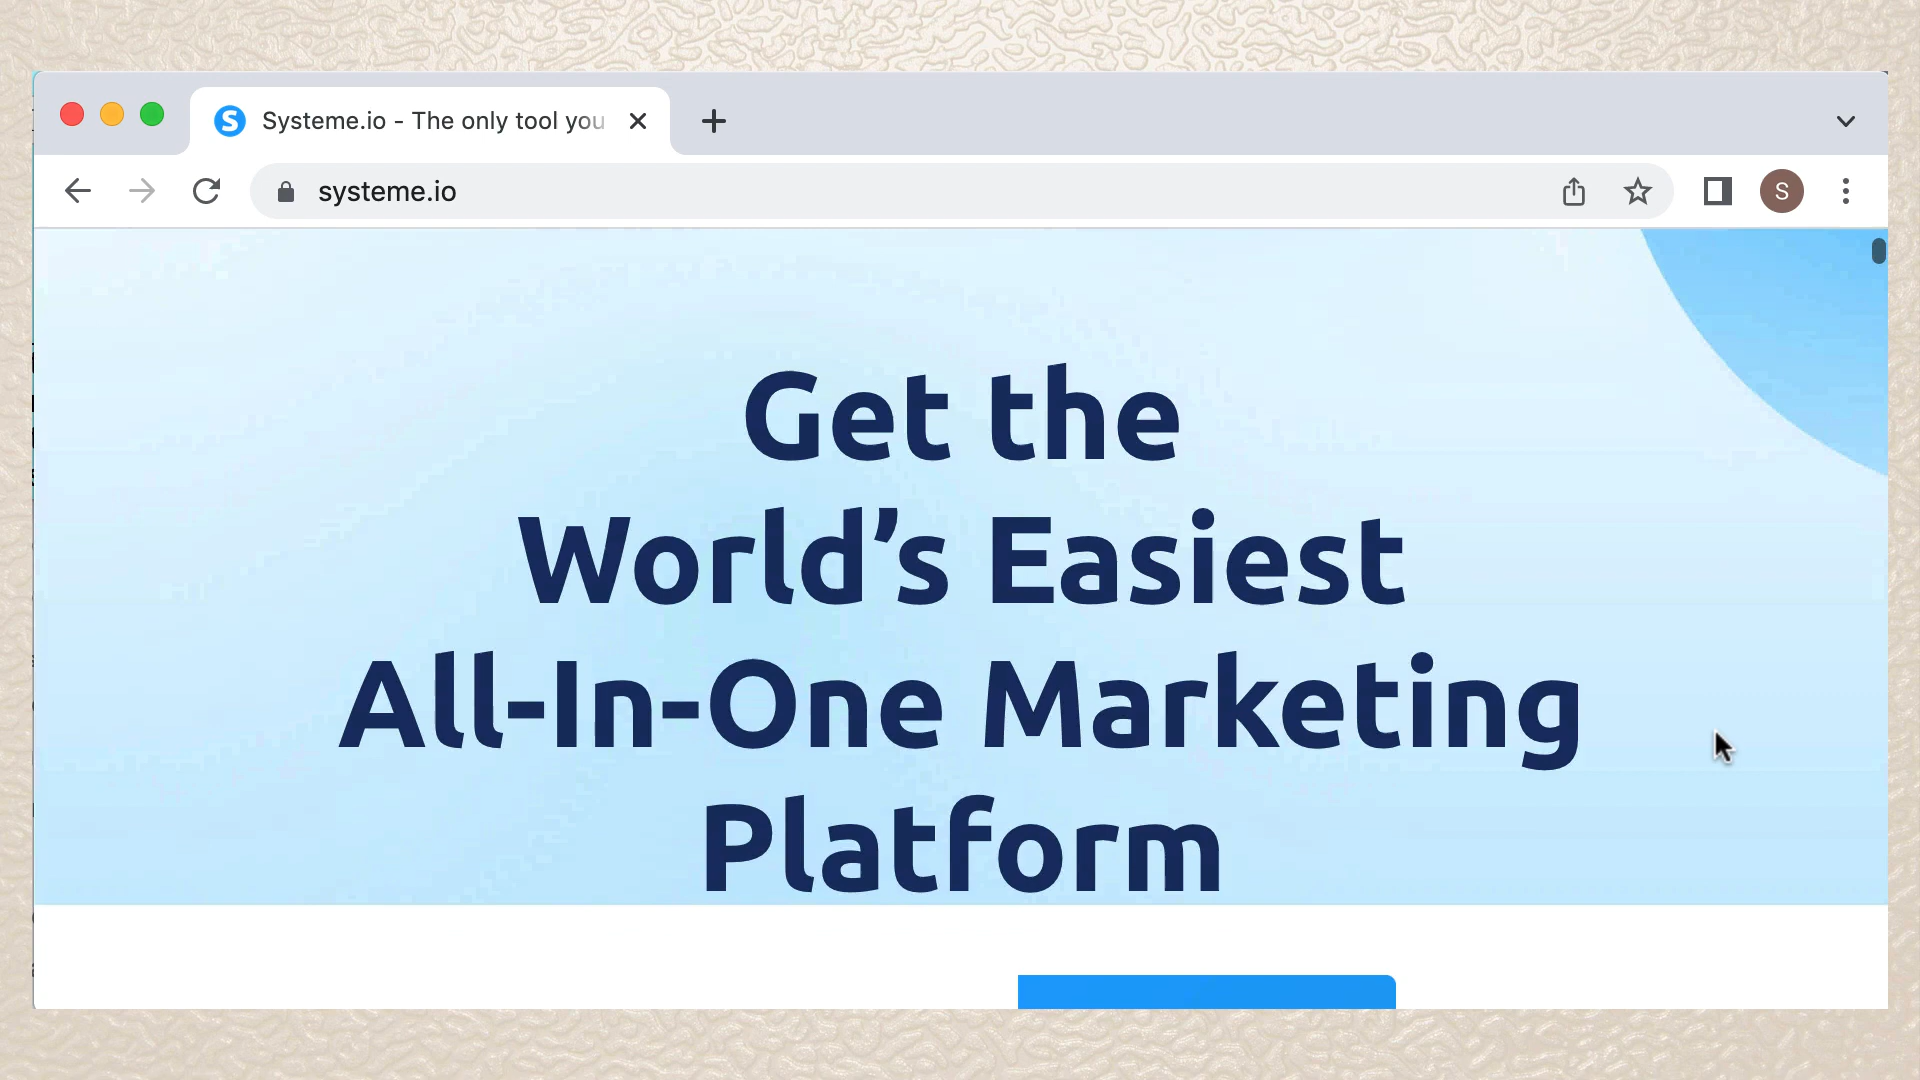 Systeme.io - The only tool you
systeme.io
S
Get the
World’s Easiest
All-In-One Marketing
Platform